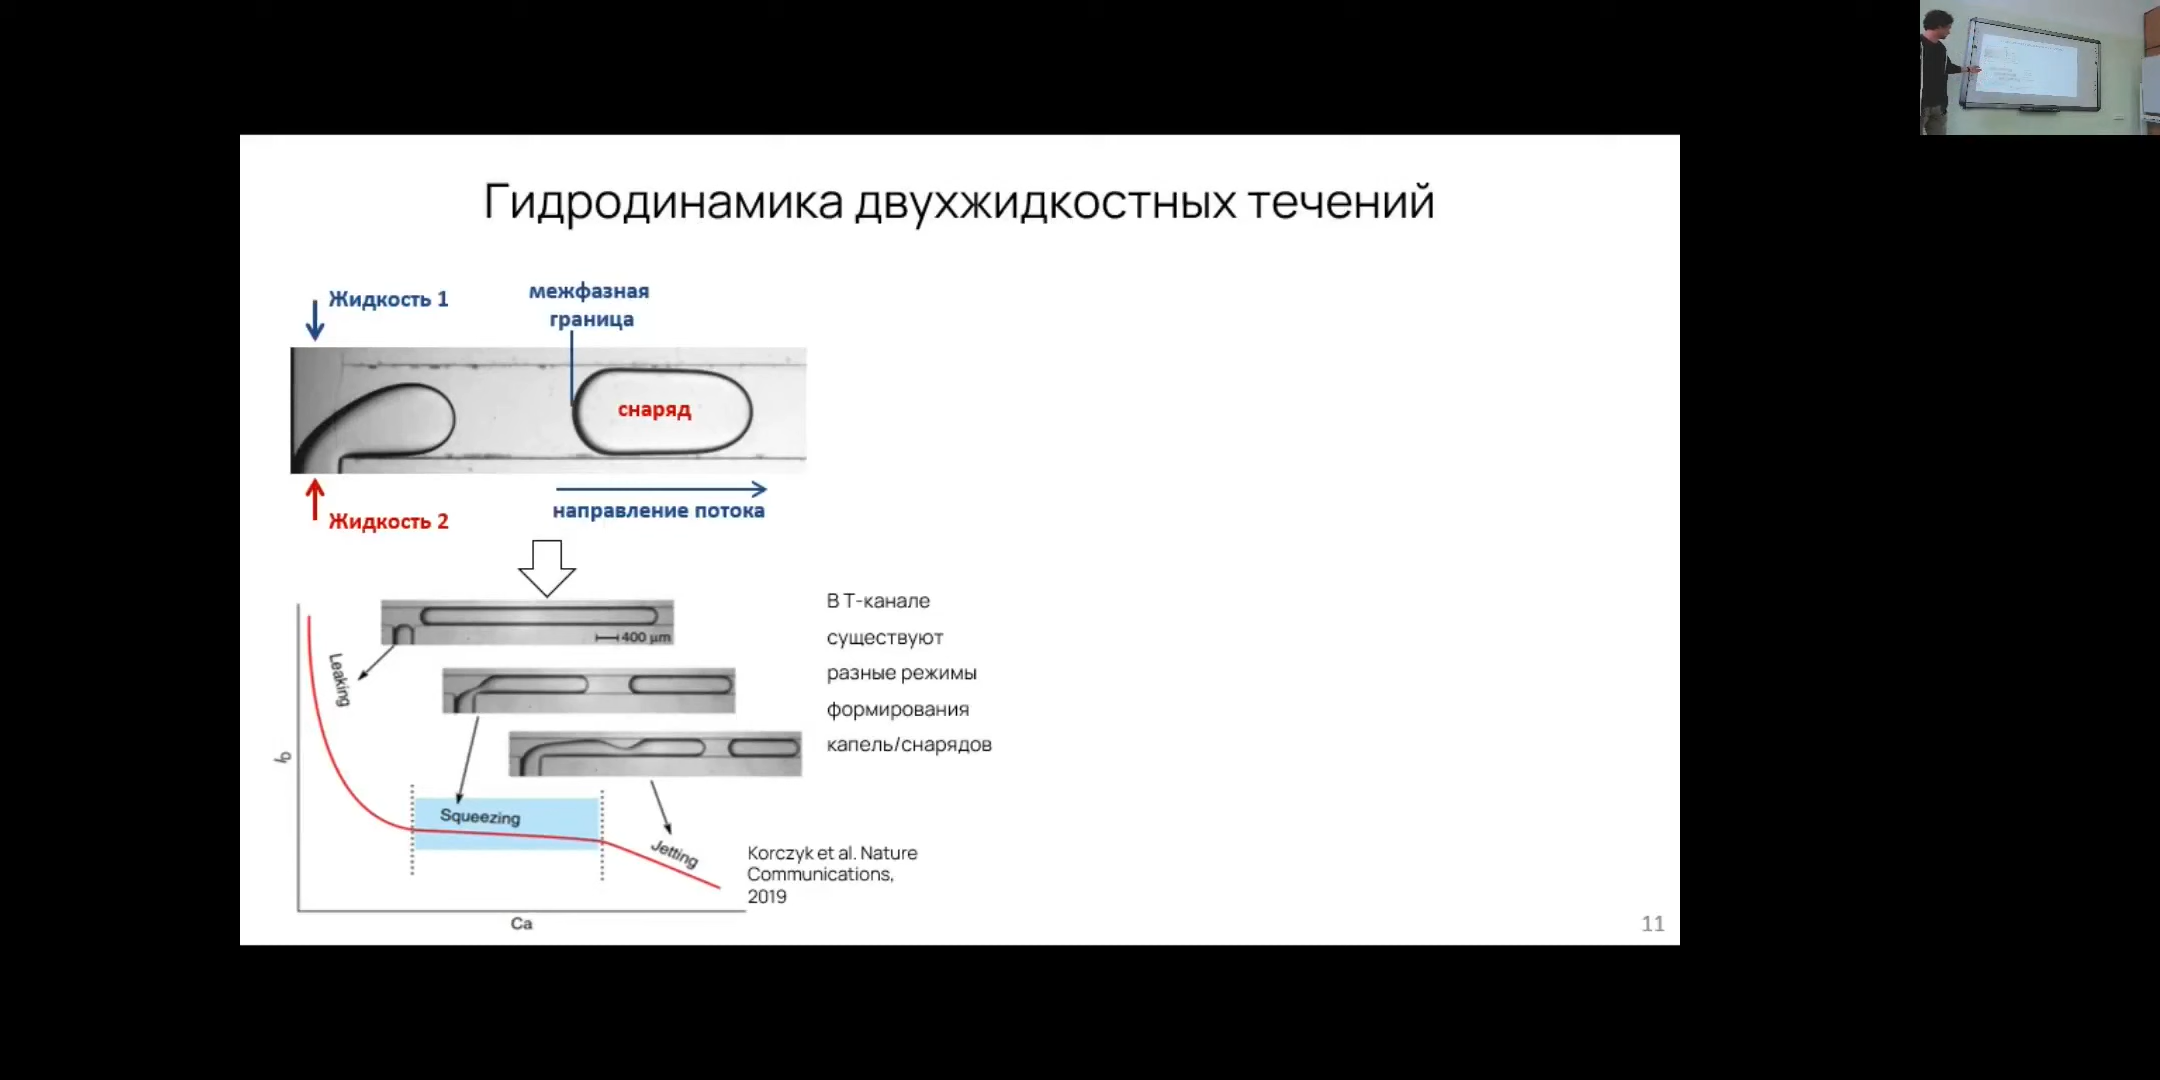 Гидродинамика двухжидкостных течений
Жидкость 1
межфазная
граница
снаряд
направление потока
Жидкость 2
400 µm
Leaking
Squeezing
Jetting
Ca
В Т-канале
существуют
разные режимы
формирования
капель/снарядов
Korczyk et al. Nature
Communications,
2019
11